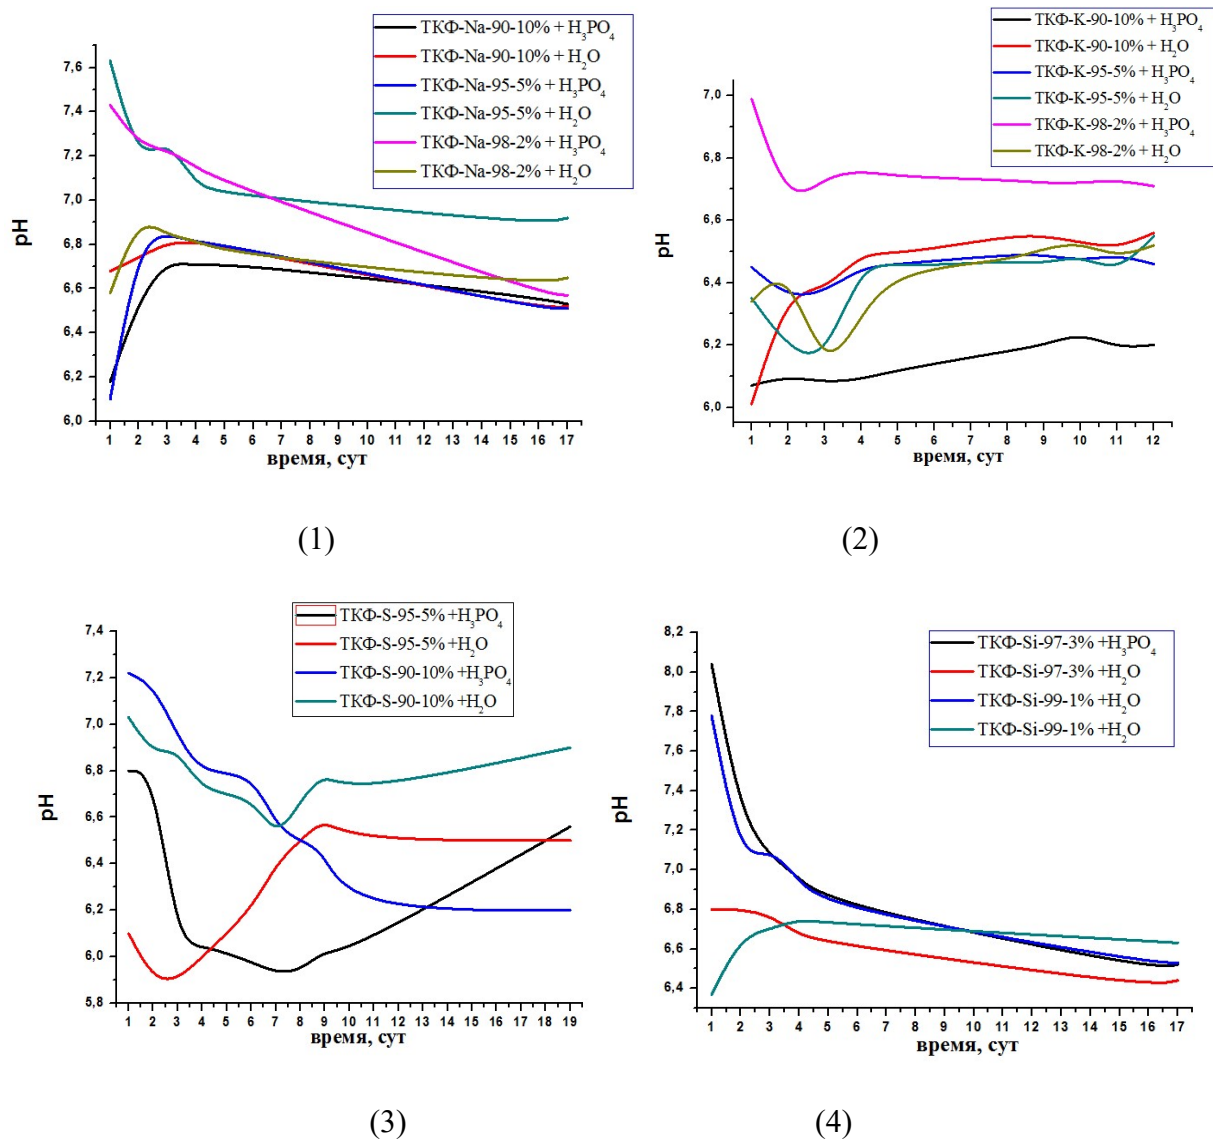 ТКФ-Na-90-10% + H₃PO₄
ТКФ-Na-90-10% + H₂O
ТКФ-Na-95-5% + H₃PO₄
ТКФ-Na-95-5% + H₂O
ТКФ-Na-98-2% + H₃PO₄
ТКФ-Na-98-2% + H₂O
7,6
7,4
7,2
7,0
6,8
6,6
6,4
6,2
6,0
pH
1 2 3 4 5 6 7 8 9 10 11 12 13 14 15 16 17
время, сут
(1)
ТКФ-K-90-10% + H₃PO₄
ТКФ-K-90-10% + H₂O
ТКФ-K-95-5% + H₃PO₄
ТКФ-K-95-5% + H₂O
ТКФ-K-98-2% + H₃PO₄
ТКФ-K-98-2% + H₂O
7,0
6,8
6,6
6,4
6,2
6,0
pH
1 2 3 4 5 6 7 8 9 10 11 12
время, сут
(2)
ТКФ-S-95-5% +H₃PO₄
ТКФ-S-95-5% +H₂O
ТКФ-S-90-10% +H₃PO₄
ТКФ-S-90-10% +H₂O
7,4
7,2
7,0
6,8
6,6
6,4
6,2
6,0
5,8
pH
1 2 3 4 5 6 7 8 9 10 11 12 13 14 15 16 17 18 19
время, сут
(3)
ТКФ-Si-97-3% +H₃PO₄
ТКФ-Si-97-3% +H₂O
ТКФ-Si-99-1% +H₂O
ТКФ-Si-99-1% +H₂O
8,2
8,0
7,8
7,6
7,4
7,2
7,0
6,8
6,6
6,4
pH
1 2 3 4 5 6 7 8 9 10 11 12 13 14 15 16 17
время, сут
(4)